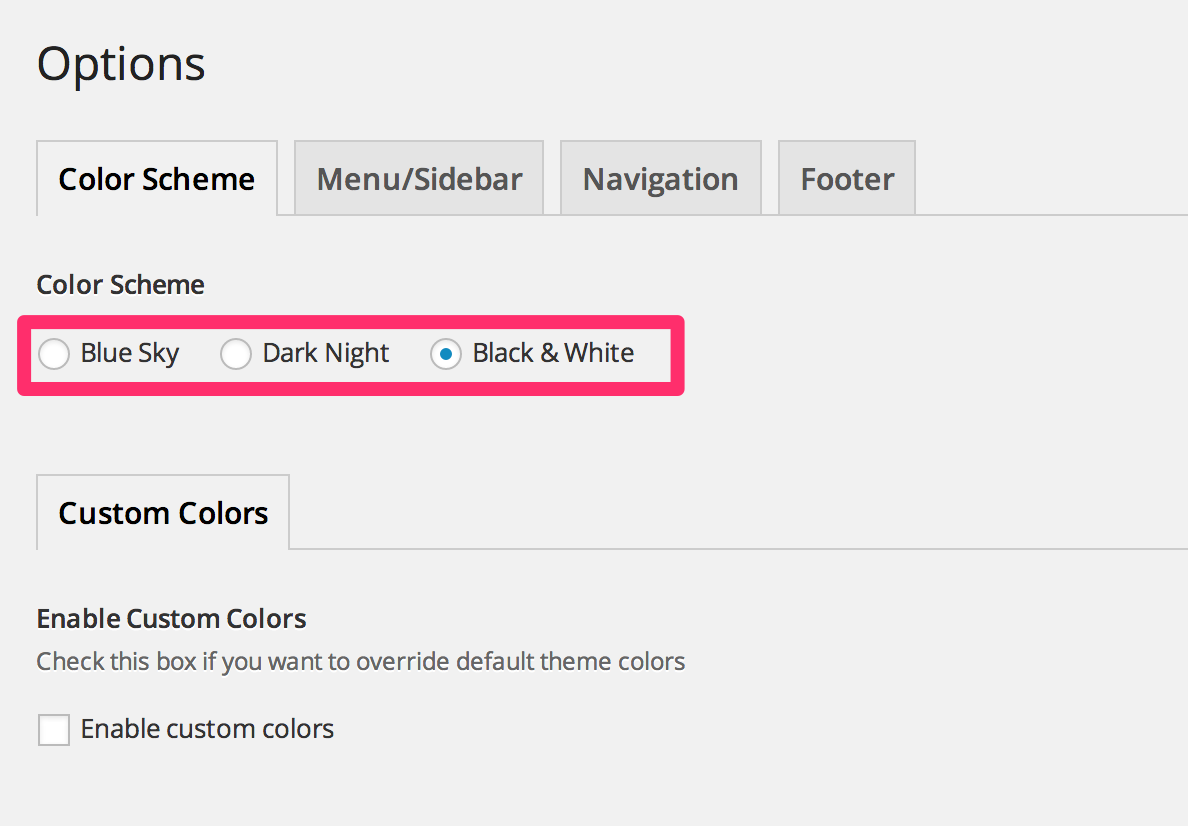 Options
Color Scheme Menu/Sidebar Navigation Footer
Color Scheme
Blue Sky Dark Night Black & White
Custom Colors
Enable Custom Colors
Check this box if you want to override default theme colors
Enable custom colors